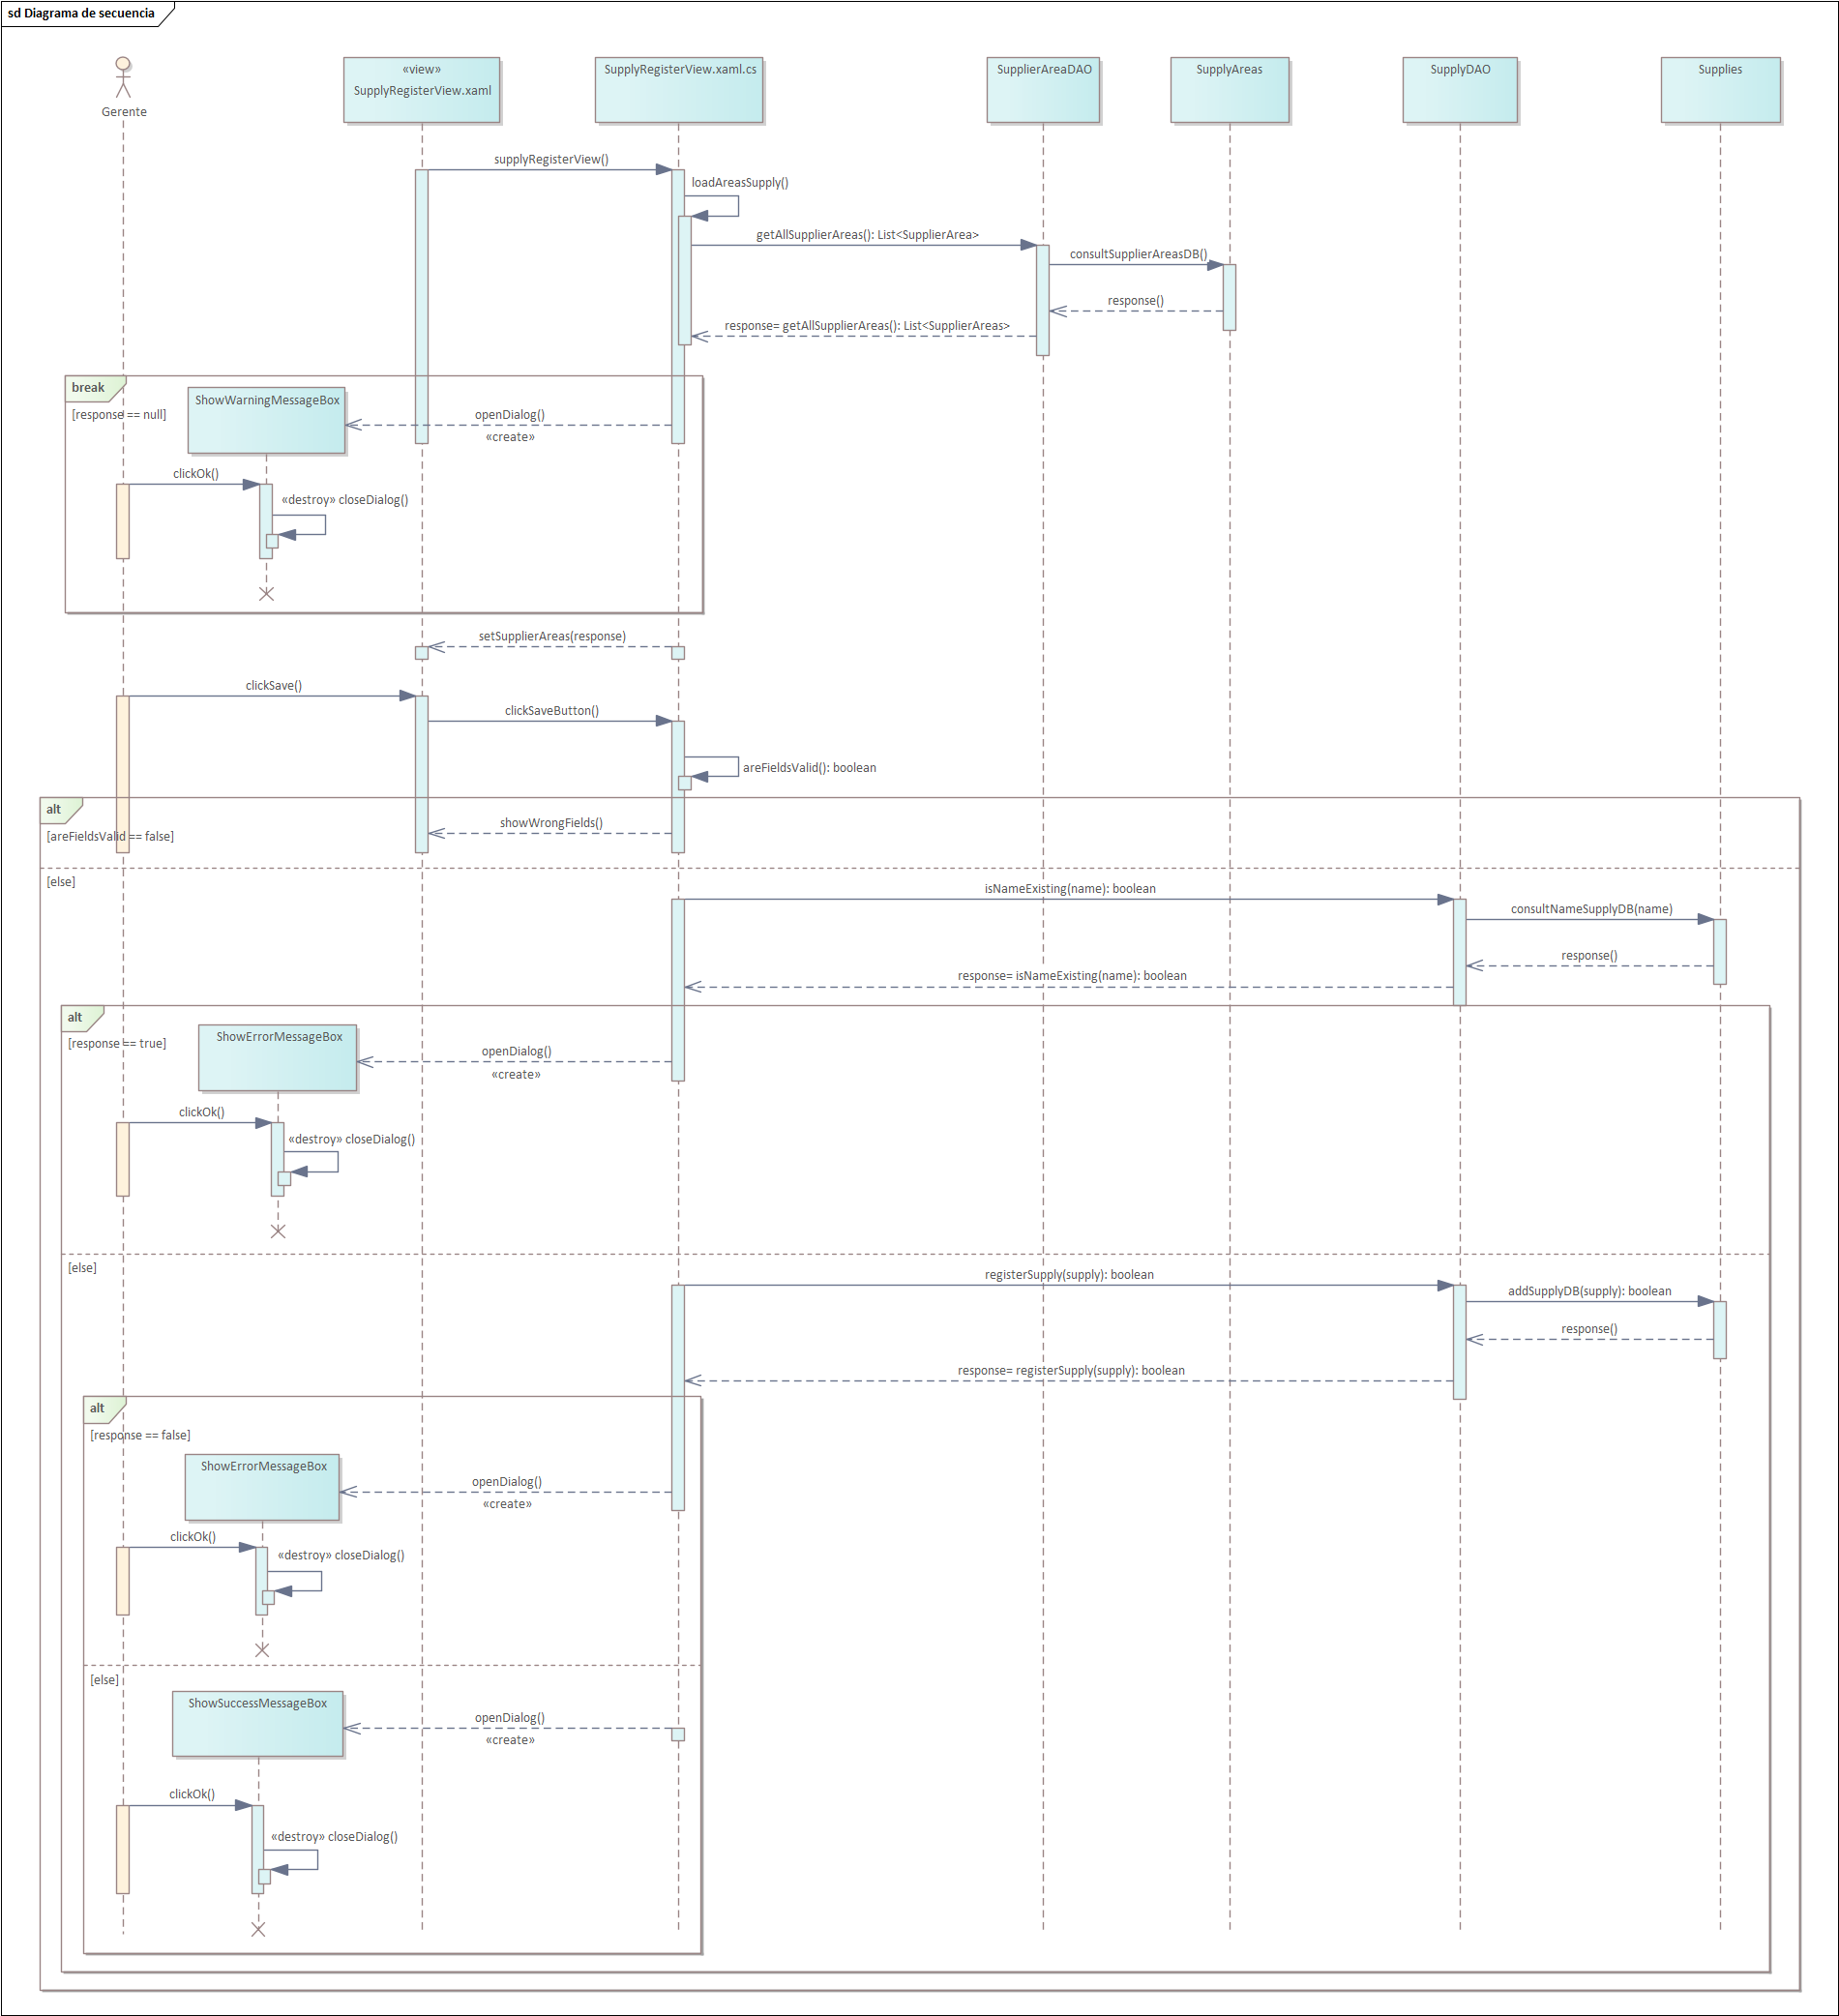 sd Diagrama de secuencia
Gerente
«view»
SupplyRegisterView.xaml
SupplyRegisterView.xaml.cs
SupplierAreaDAO
SupplyAreas
SupplyDAO
Supplies
supplyRegisterView()
loadAreasSupply()
getAllSupplierAreas(): List<SupplierArea>
consultSupplierAreasDB()
response()
response= getAllSupplierAreas(): List<SupplierAreas>
break
[response == null]
ShowWarningMessageBox
openDialog()
«create»
clickOk()
«destroy» closeDialog()
setSupplierAreas(response)
clickSave()
clickSaveButton()
areFieldsValid(): boolean
alt
[areFieldsValid == false]
showWrongFields()
[else]
isNameExisting(name): boolean
consultNameSupplyDB(name)
response()
response= isNameExisting(name): boolean
alt
[response == true]
ShowErrorMessageBox
openDialog()
«create»
clickOk()
«destroy» closeDialog()
[else]
registerSupply(supply): boolean
addSupplyDB(supply): boolean
response()
response= registerSupply(supply): boolean
alt
[response == false]
ShowErrorMessageBox
openDialog()
«create»
clickOk()
«destroy» closeDialog()
[else]
ShowSuccessMessageBox
openDialog()
«create»
clickOk()
«destroy» closeDialog()